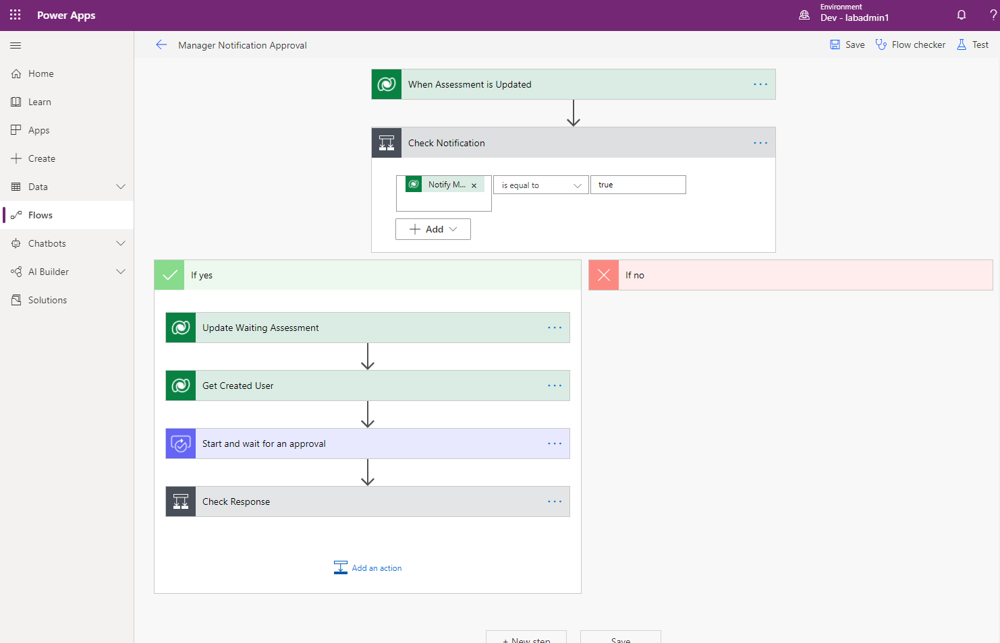 Power Apps
Environment
Dev - labadmin1
?
Manager Notification Approval
Save
Flow checker
Test
Home
Learn
Apps
Create
Data
Flows
Chatbots
AI Builder
Solutions
When Assessment is Updated
Check Notification
Notify M... x
is equal to
true
Add
If yes
If no
Update Waiting Assessment
Get Created User
Start and wait for an approval
Check Response
Add an action
+ New step
Save